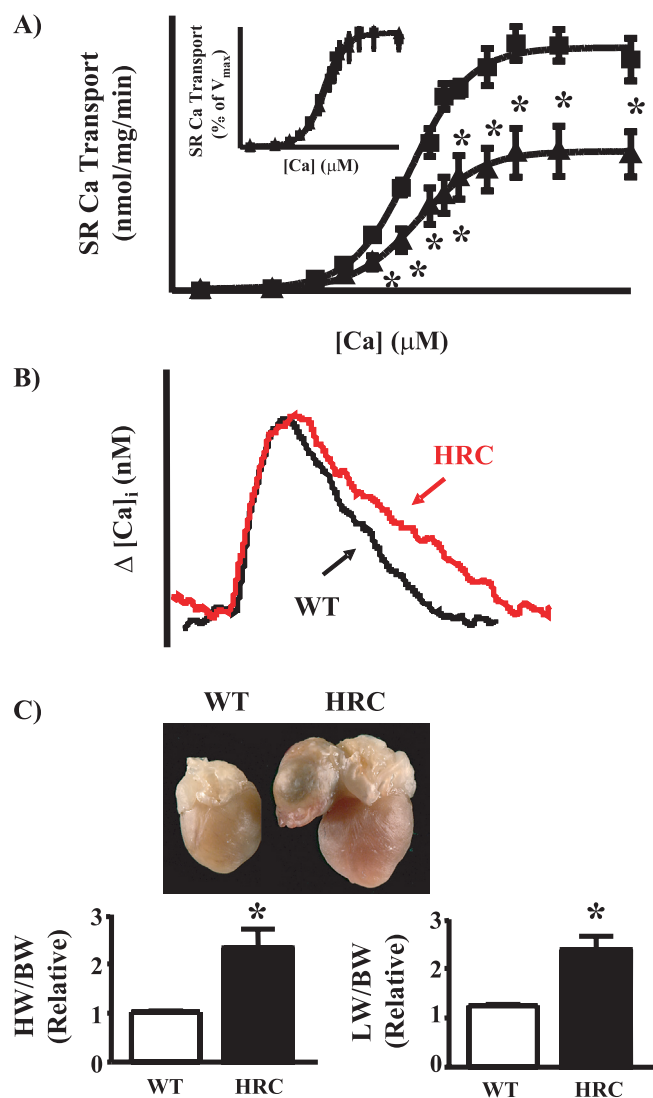 A)
SR Ca Transport
(nmol/mg/min)
SR Ca Transport
(% of Vmax)
[Ca] (μM)
* * * * *
* * * *
[Ca] (μM)
B)
Δ [Ca]i (nM)
HRC
WT
C)
WT HRC
HW/BW
(Relative)
3
2
1
0
*
WT HRC
LW/BW
(Relative)
3
2
1
0
*
WT HRC